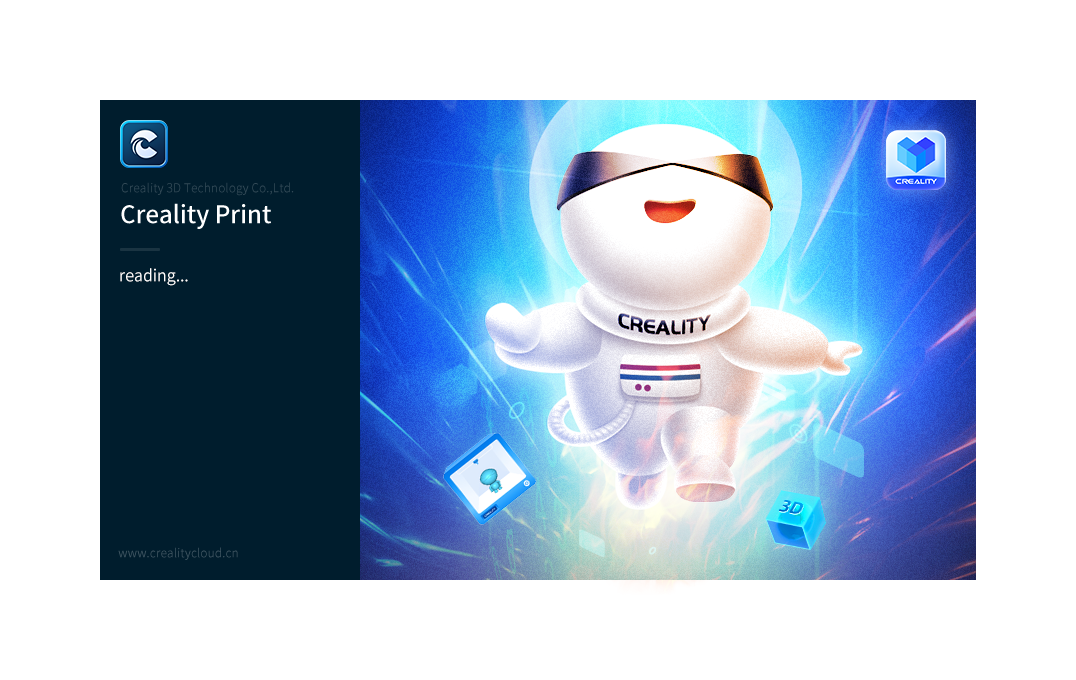 Creality 3D Technology Co.,Ltd.
Creality Print
reading...
www.crealitycloud.cn
CREALITY
CREALITY
3D